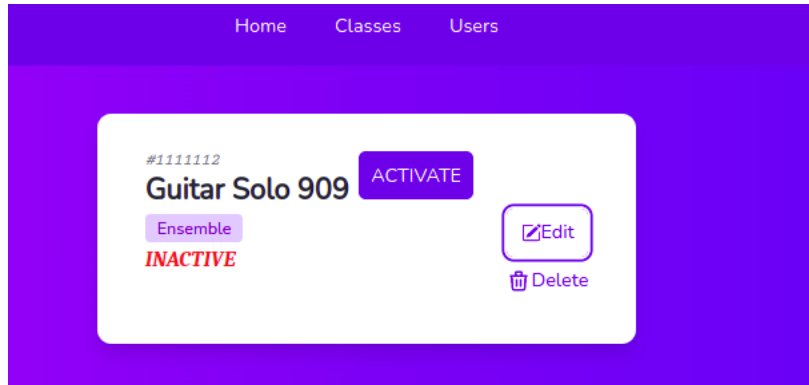 Home Classes Users
#1111112
Guitar Solo 909 ACTIVATE
Ensemble
INACTIVE
Edit
Delete